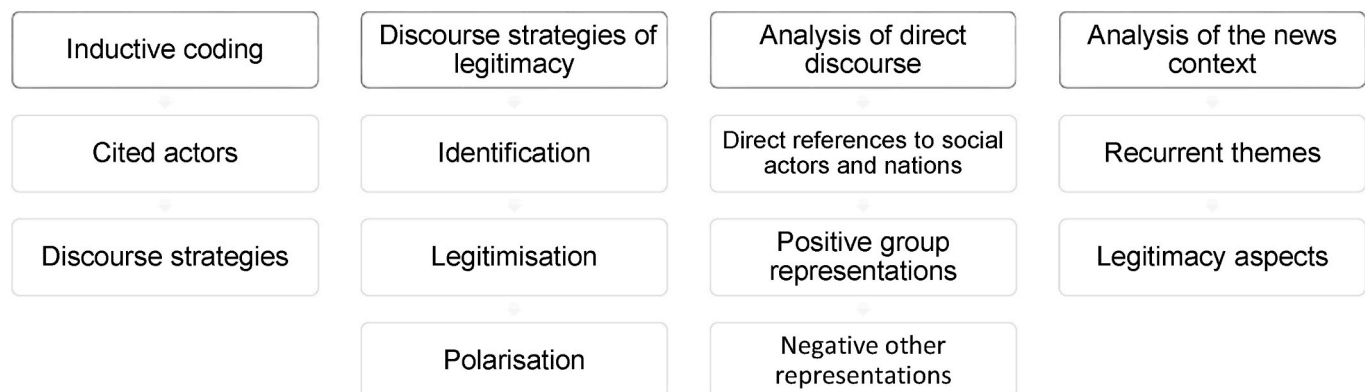 Inductive coding
Cited actors
Discourse strategies
Discourse strategies of
legitimacy
Identification
Legitimisation
Polarisation
Analysis of direct
discourse
Direct references to social
actors and nations
Positive group
representations
Negative other
representations
Analysis of the news
context
Recurrent themes
Legitimacy aspects